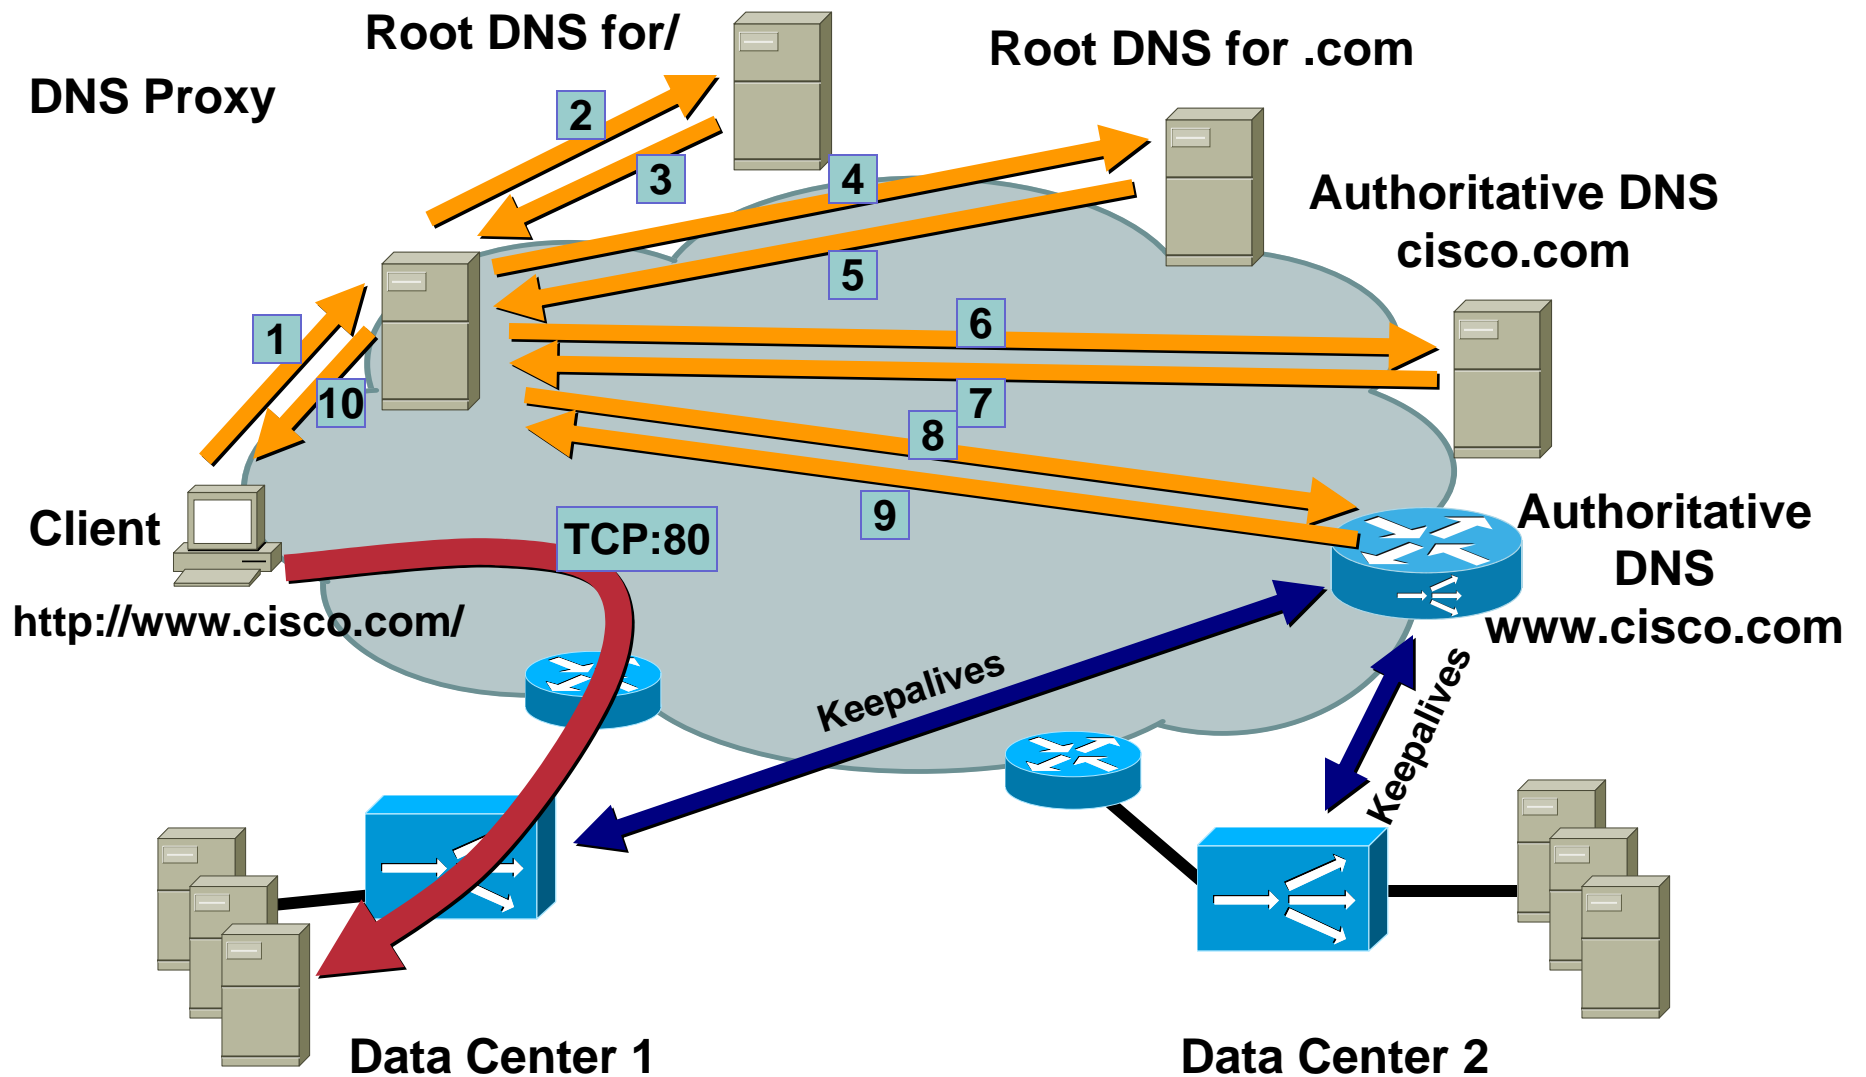 Root DNS for/
Root DNS for .com
DNS Proxy
2
3
4
Authoritative DNS
cisco.com
5
1
6
10
7
8
9
Client
TCP:80
Authoritative
DNS
www.cisco.com
http://www.cisco.com/
Keepalives
Keepalives
Data Center 1
Data Center 2